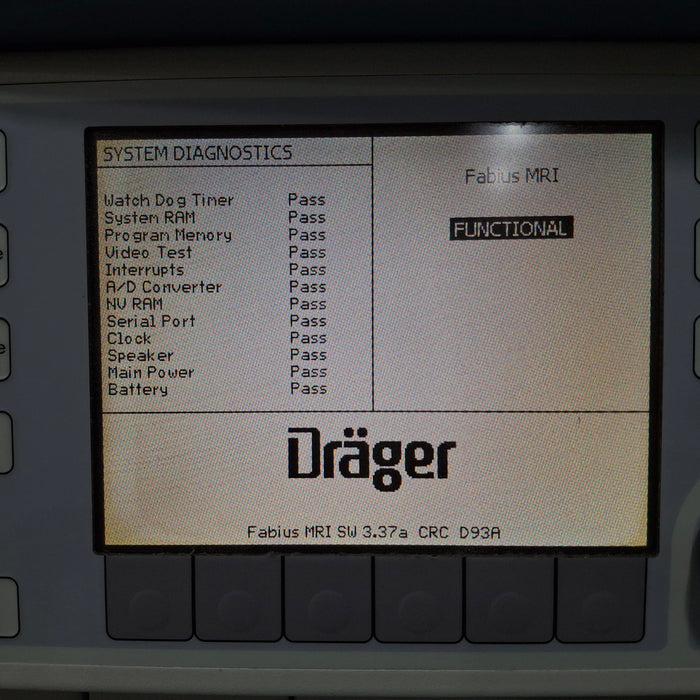 SYSTEM DIAGNOSTICS
Watch Dog Timer Pass
System RAM Pass
Program Memory Pass
Video Test Pass
Interrupts Pass
A/D Converter Pass
NV RAM Pass
Serial Port Pass
Clock Pass
Speaker Pass
Main Power Pass
Battery Pass
Fabius MRI
FUNCTIONAL
Dräger
Fabius MRI SW 3.37a CRC D93A
e
e